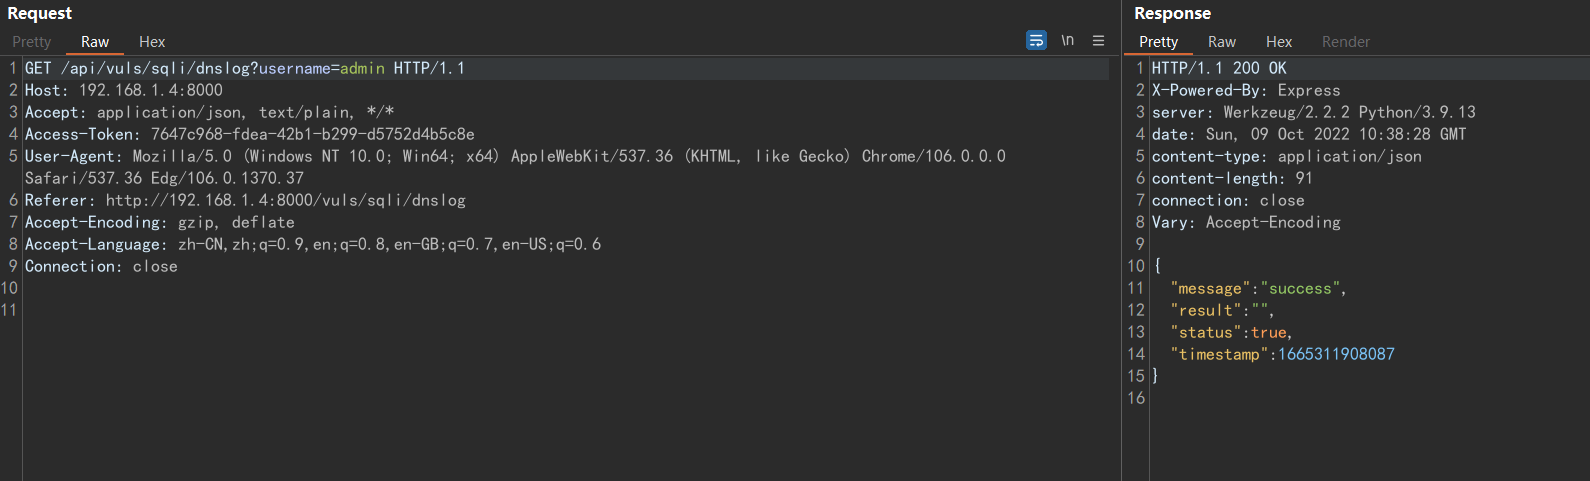 Request
Pretty Raw Hex
\n
1 GET /api/vuls/sqli/dnslog?username=admin HTTP/1.1
2 Host: 192.168.1.4:8000
3 Accept: application/json, text/plain, */*
4 Access-Token: 7647c968-fdea-42b1-b299-d5752d4b5c8e
5 User-Agent: Mozilla/5.0 (Windows NT 10.0; Win64; x64) AppleWebKit/537.36 (KHTML, like Gecko) Chrome/106.0.0.0
Safari/537.36 Edg/106.0.1370.37
6 Referer: http://192.168.1.4:8000/vuls/sqli/dnslog
7 Accept-Encoding: gzip, deflate
8 Accept-Language: zh-CN,zh;q=0.9,en;q=0.8,en-GB;q=0.7,en-US;q=0.6
9 Connection: close
10
11
Response
Pretty Raw Hex Render
1 HTTP/1.1 200 OK
2 X-Powered-By: Express
3 server: Werkzeug/2.2.2 Python/3.9.13
4 date: Sun, 09 Oct 2022 10:38:28 GMT
5 content-type: application/json
6 content-length: 91
7 connection: close
8 Vary: Accept-Encoding
9
10 {
11 "message":"success",
12 "result":"",
13 "status":true,
14 "timestamp":1665311908087
15 }
16